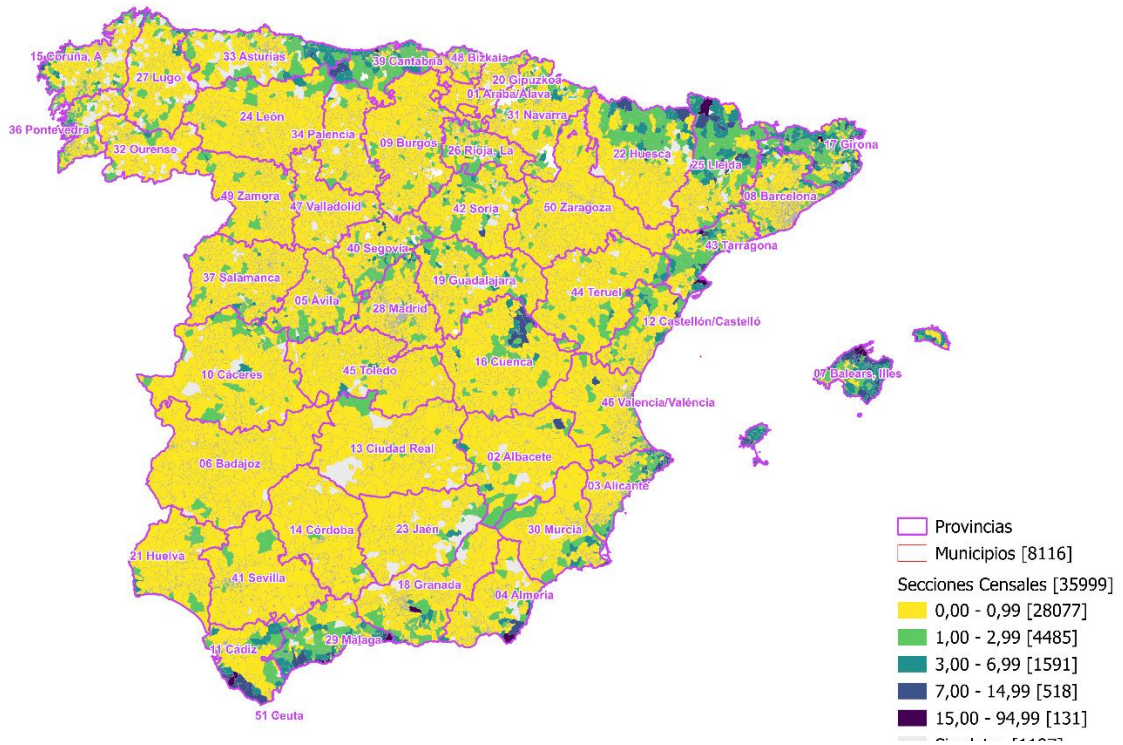 15 Coruña, A
33 Asturias
39 Cantabria
48 Bizkaia
27 Lugo
20 Gipuzkoa
01 Araba/Álava
24 León
31 Navarra
36 Pontevedra
34 Palencia
32 Ourense
09 Burgos
26 Rioja, La
22 Huesca
17 Girona
25 Lleida
49 Zamora
08 Barcelona
47 Valladolid
42 Soria
50 Zaragoza
40 Segovia
43 Tarragona
37 Salamanca
19 Guadalajara
05 Ávila
44 Teruel
28 Madrid
12 Castellón/Castelló
16 Cuenca
10 Cáceres
45 Toledo
07 Balears, Illes
46 Valencia/València
13 Ciudad Real
02 Albacete
06 Badajoz
03 Alicante
14 Córdoba
23 Jaén
30 Murcia
21 Huelva
41 Sevilla
18 Granada
04 Almería
29 Málaga
11 Cádiz
51 Ceuta
Provincias
Municipios [8116]
Secciones Censales [35999]
0,00 - 0,99 [28077]
1,00 - 2,99 [4485]
3,00 - 6,99 [1591]
7,00 - 14,99 [518]
15,00 - 94,99 [131]